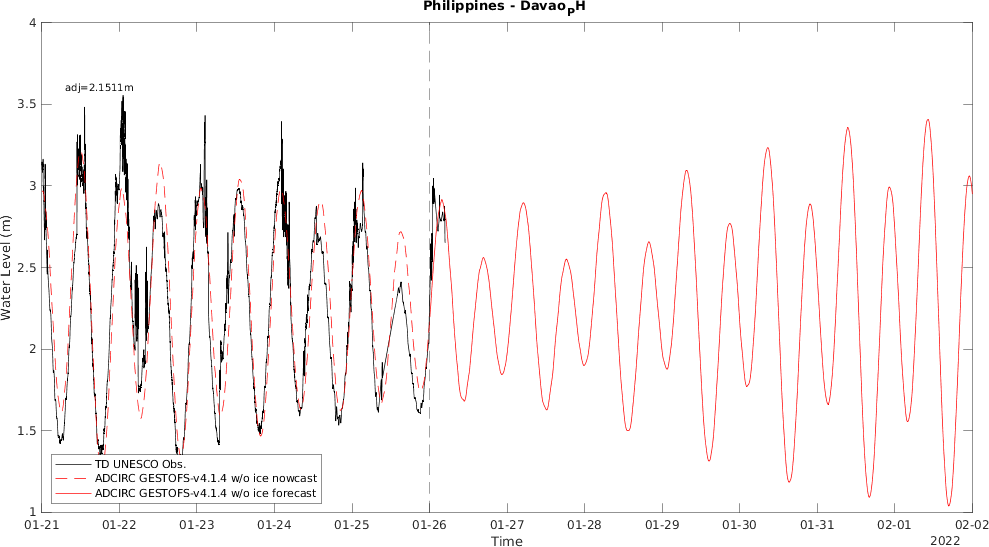 Philippines - DavaopH
adj=2.1511m
Water Level (m)
4
3.5
3
2.5
2
1.5
1
TD UNESCO Obs.
ADCIRC GESTOFS-v4.1.4 w/o ice nowcast
ADCIRC GESTOFS-v4.1.4 w/o ice forecast
01-21 01-22 01-23 01-24 01-25 01-26 01-27 01-28 01-29 01-30 01-31 02-01 02-02
Time
2022